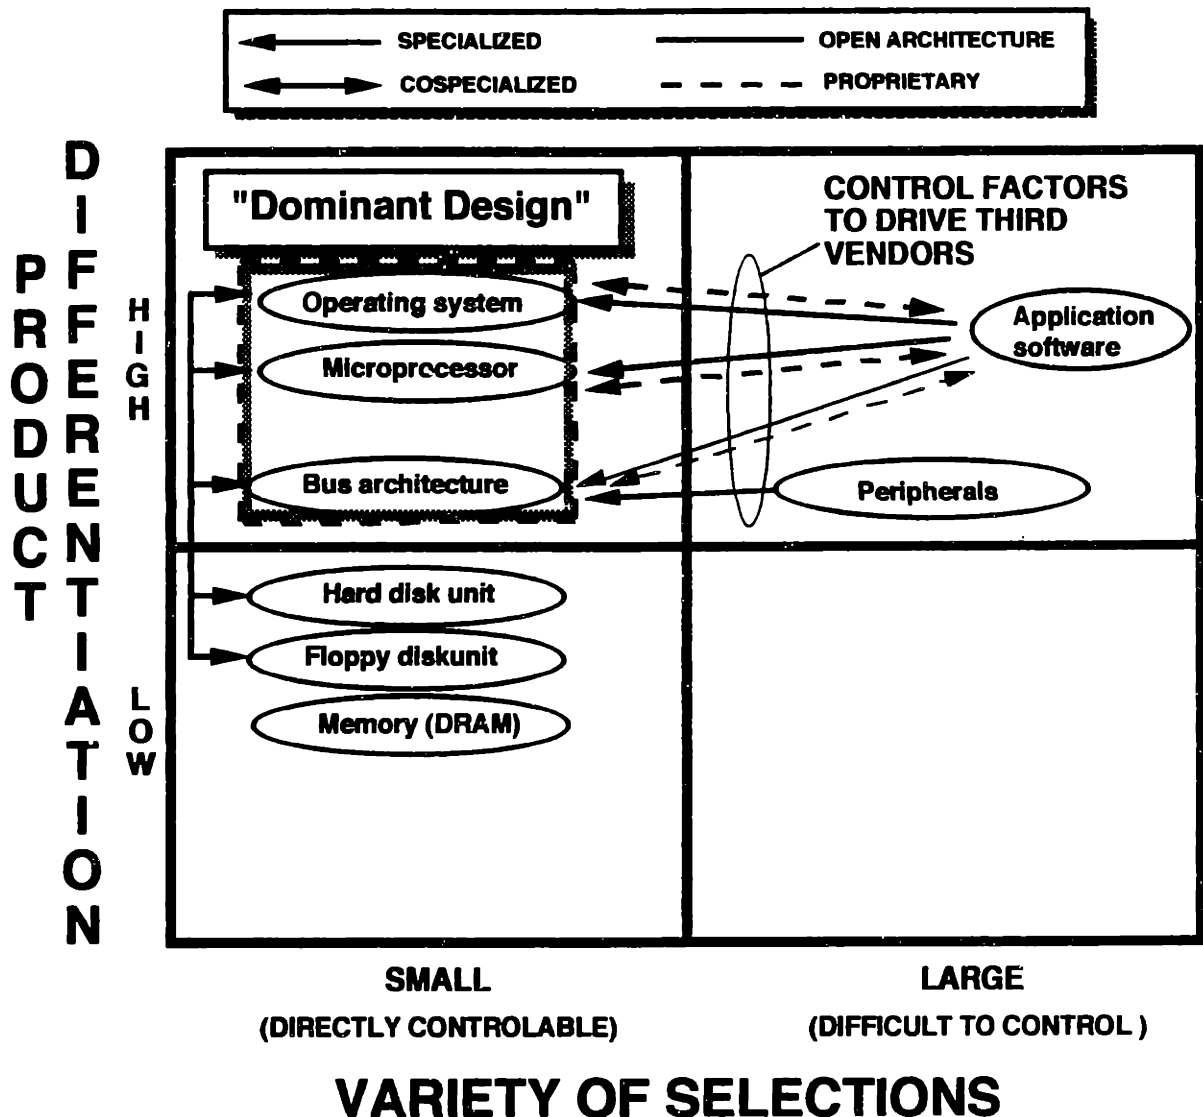 SPECIALIZED
OPEN ARCHITECTURE
COSPECIALIZED
PROPRIETARY
PRODUCT
DIFFERENTIATION
HIGH
LOW
"Dominant Design"
Operating system
Microprocessor
Bus architecture
CONTROL FACTORS
TO DRIVE THIRD
VENDORS
Application
software
Peripherals
Hard disk unit
Floppy diskunit
Memory (DRAM)
SMALL
(DIRECTLY CONTROLABLE)
LARGE
(DIFFICULT TO CONTROL )
VARIETY OF SELECTIONS